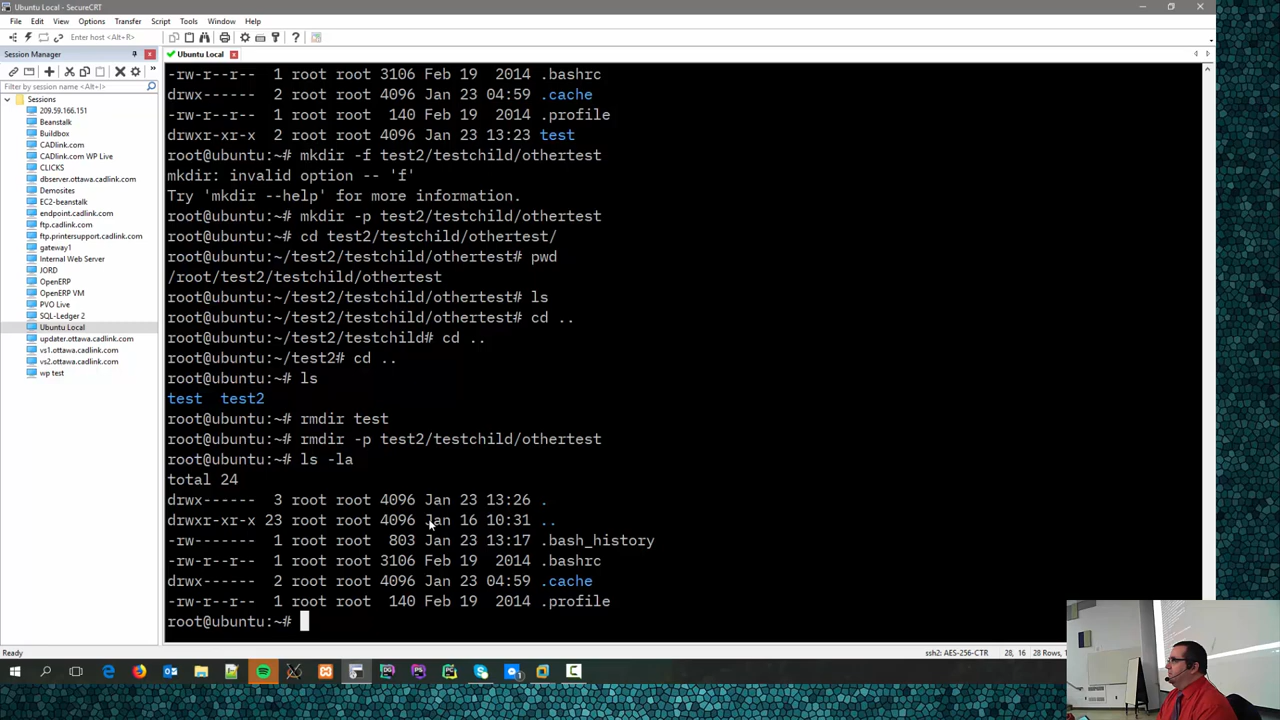 Ubuntu Local - SecureCRT
File Edit View Options Transfer Script Tools Window Help
Enter host <Alt+R>
Session Manager
Ubuntu Local
Filter by session name <Alt+I>
Sessions
209.59.166.151
Beanstalk
Buildbox
CADlink.com
CADlink.com WP Live
CLICKS
dbserver.ottawa.cadlink.com
Demosites
EC2-beanstalk
endpoint.cadlink.com
ftp.cadlink.com
ftp.printersupport.cadlink.com
gateway1
Internal Web Server
JORD
OpenERP
OpenERP VM
PVO Live
SQL-Ledger 2
Ubuntu Local
updater.ottawa.cadlink.com
vs1.ottawa.cadlink.com
vs2.ottawa.cadlink.com
wp test
-rw-r--r-- 1 root root 3106 Feb 19 2014 .bashrc
drwx------ 2 root root 4096 Jan 23 04:59 .cache
-rw-r--r-- 1 root root 140 Feb 19 2014 .profile
drwxr-xr-x 2 root root 4096 Jan 23 13:23 test
root@ubuntu:~# mkdir -f test2/testchild/othertest
mkdir: invalid option -- 'f'
Try 'mkdir --help' for more information.
root@ubuntu:~# mkdir -p test2/testchild/othertest
root@ubuntu:~# cd test2/testchild/othertest/
root@ubuntu:~/test2/testchild/othertest# pwd
/root/test2/testchild/othertest
root@ubuntu:~/test2/testchild/othertest# ls
root@ubuntu:~/test2/testchild/othertest# cd ..
root@ubuntu:~/test2/testchild# cd ..
root@ubuntu:~/test2# cd ..
root@ubuntu:~# ls
test test2
root@ubuntu:~# rmdir test
root@ubuntu:~# rmdir -p test2/testchild/othertest
root@ubuntu:~# ls -la
total 24
drwx------ 3 root root 4096 Jan 23 13:26 .
drwxr-xr-x 23 root root 4096 Jan 16 10:31 ..
-rw------- 1 root root 803 Jan 23 13:17 .bash_history
-rw-r--r-- 1 root root 3106 Feb 19 2014 .bashrc
drwx------ 2 root root 4096 Jan 23 04:59 .cache
-rw-r--r-- 1 root root 140 Feb 19 2014 .profile
root@ubuntu:~#
Ready
ssh2: AES-256-CTR 28, 16 28 Rows,